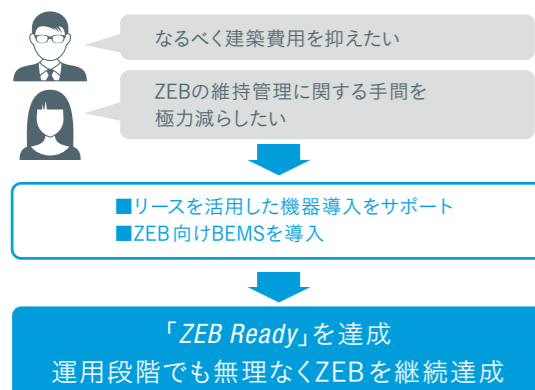 なるべく建築費用を抑えたい
ZEBの維持管理に関する手間を
極力減らしたい
■リースを活用した機器導入をサポート
■ZEB向けBEMSを導入
「ZEB Ready」を達成
運用段階でも無理なくZEBを継続達成